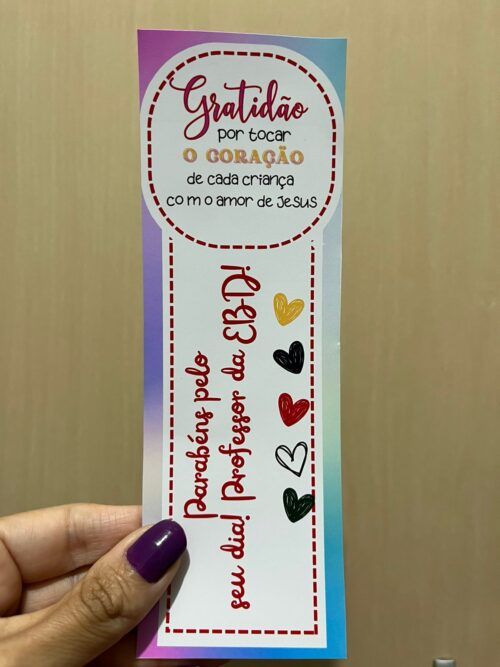 Gratidão
por tocar
O CORAÇÃO
de cada criança
com o amor de Jesus
Parabéns pelo
seu dia! Professor da EBD!